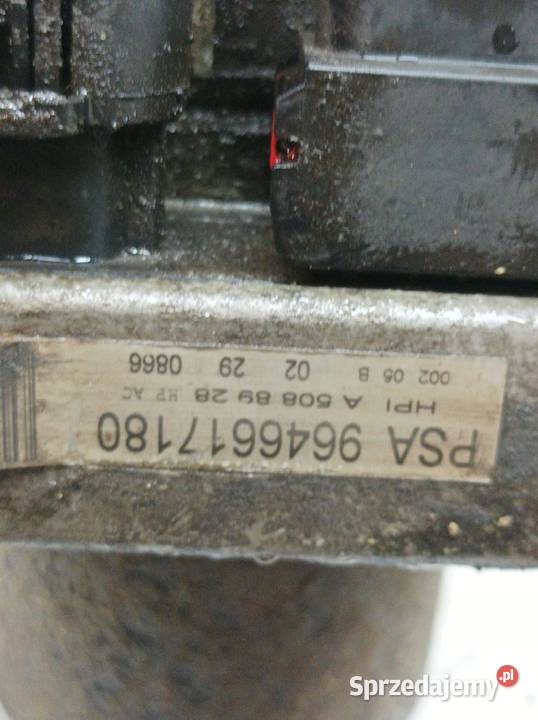 PSA 9646617180
HPI A 508 89 28 HP AC
002 05 B 02 29 0866
Sprzedajemy.pl